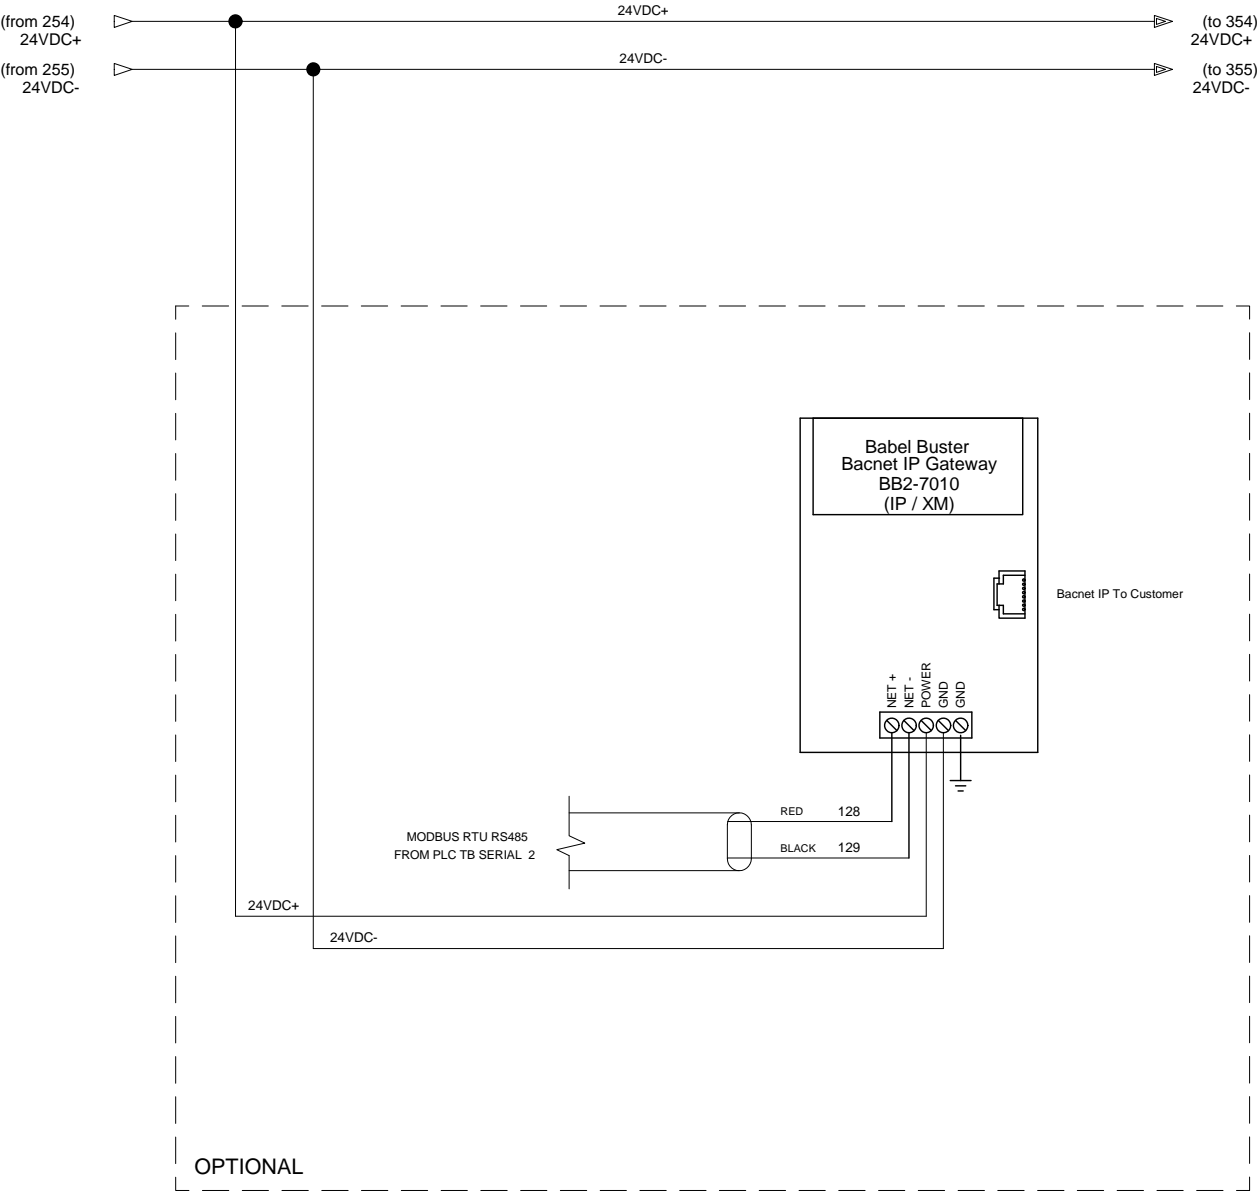 (from 254)
24VDC+
24VDC+
(to 354)
24VDC+
(from 255)
24VDC-
24VDC-
(to 355)
24VDC-
Babel Buster
Bacnet IP Gateway
BB2-7010
(IP / XM)
Bacnet IP To Customer
NET +
NET -
POWER
GND
GND
RED 128
MODBUS RTU RS485
FROM PLC TB SERIAL 2
BLACK 129
24VDC+
24VDC-
OPTIONAL